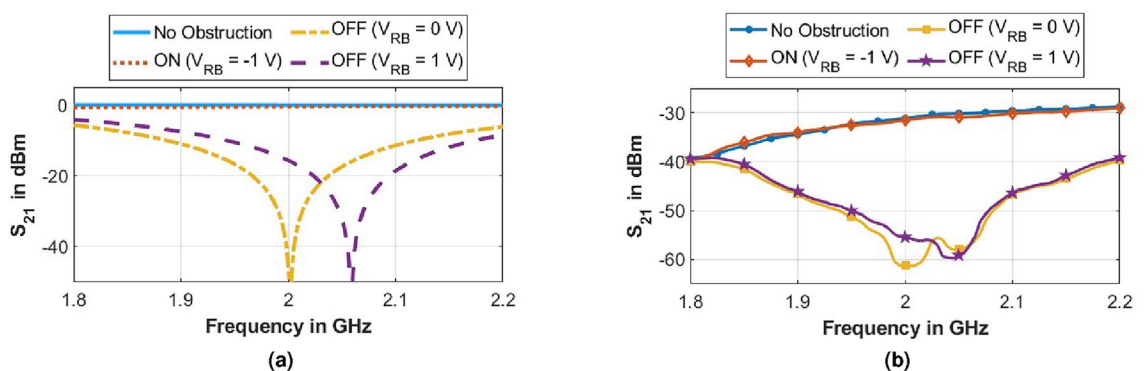 No Obstruction OFF (V_RB = 0 V)
ON (V_RB = -1 V) OFF (V_RB = 1 V)
0
-20
-40
S_21 in dBm
1.8 1.9 2 2.1 2.2
Frequency in GHz
(a)
No Obstruction OFF (V_RB = 0 V)
ON (V_RB = -1 V) OFF (V_RB = 1 V)
-30
-40
-50
-60
S_21 in dBm
1.8 1.9 2 2.1 2.2
Frequency in GHz
(b)